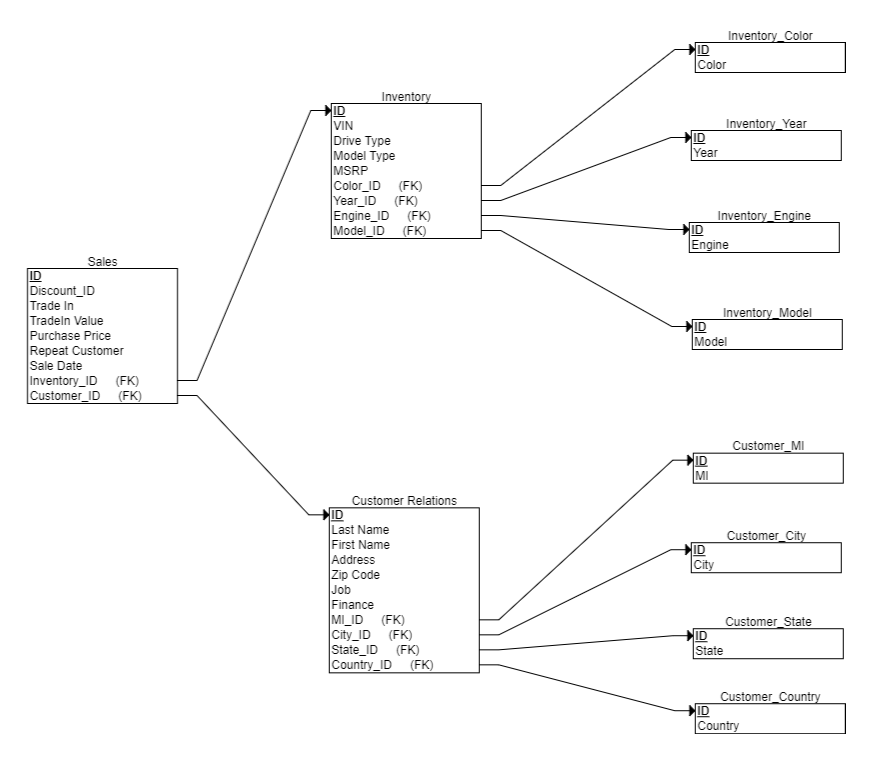 Inventory_Color
ID
Color
Inventory_Year
ID
Year
Inventory_Engine
ID
Engine
Inventory_Model
ID
Model
Inventory
ID
VIN
Drive Type
Model Type
MSRP
Color_ID (FK)
Year_ID (FK)
Engine_ID (FK)
Model_ID (FK)
Sales
ID
Discount_ID
Trade In
TradeIn Value
Purchase Price
Repeat Customer
Sale Date
Inventory_ID (FK)
Customer_ID (FK)
Customer Relations
ID
Last Name
First Name
Address
Zip Code
Job
Finance
MI_ID (FK)
City_ID (FK)
State_ID (FK)
Country_ID (FK)
Customer_MI
ID
MI
Customer_City
ID
City
Customer_State
ID
State
Customer_Country
ID
Country